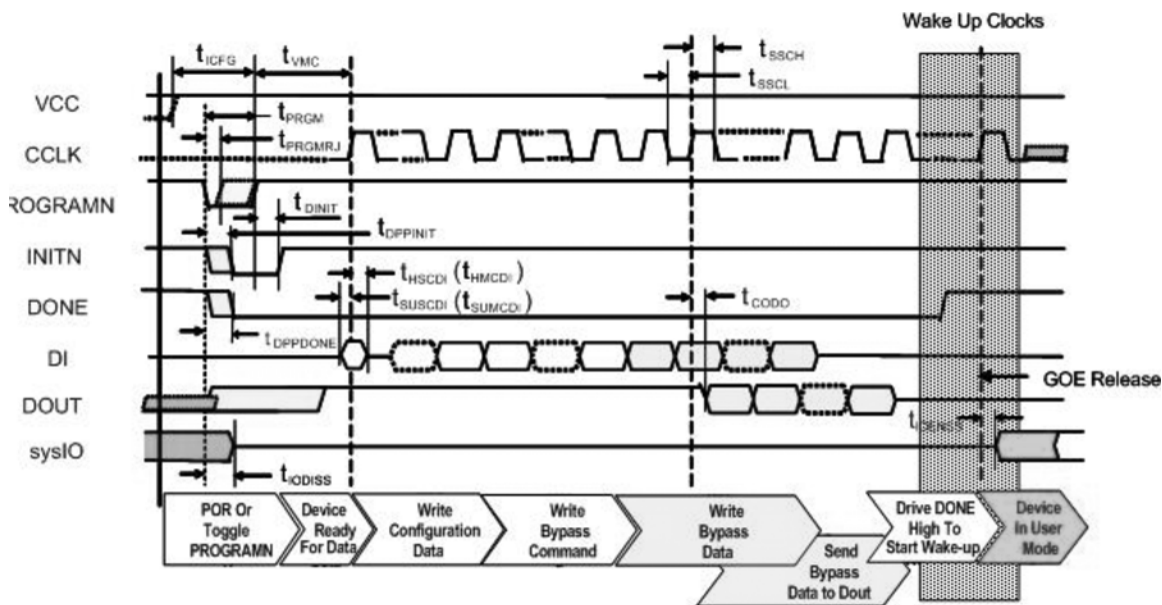 Wake Up Clocks
tICFG
tVMC
tSSCH
tSSCL
VCC
tPRGM
CCLK
tPRGMRJ
ROGRAMN
tDINIT
tDPPINIT
INITN
tHSCDI (tHMCDI)
DONE
tSUSCDI (tSUMCDI)
tCODO
tDPPDONE
DI
GOE Release
DOUT
tIOENSS
sysIO
tIODISS
POR Or
Toggle
PROGRAMN
Device
Ready
For Data
Write
Configuration
Data
Write
Bypass
Command
Write
Bypass
Data
Send
Bypass
Data to Dout
Drive DONE
High To
Start Wake-up
Device
In User
Mode